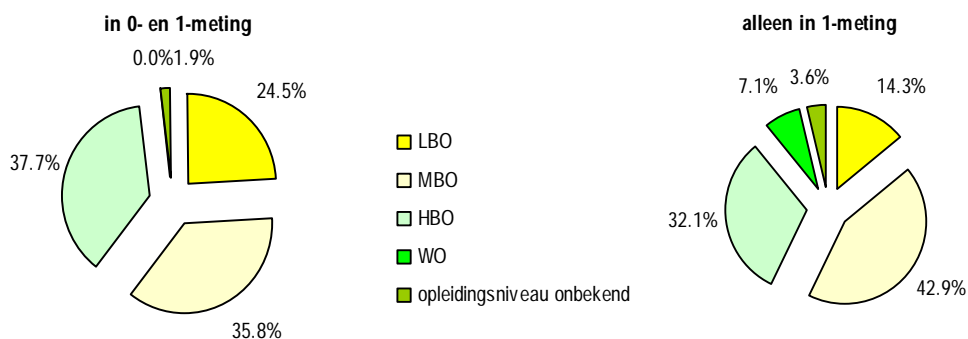 in 0- en 1-meting
0.0% 1.9%
24.5%
37.7%
35.8%
LBO
MBO
HBO
WO
opleidingsniveau onbekend
alleen in 1-meting
7.1%
3.6%
14.3%
32.1%
42.9%